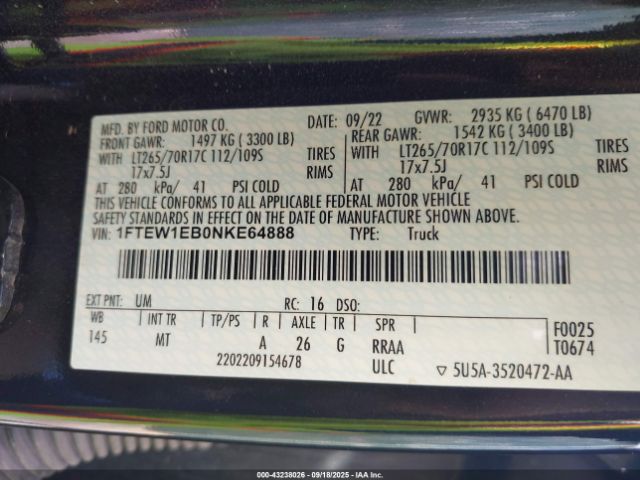 MFD. BY FORD MOTOR CO. DATE: 09/22 GVWR: 2935 KG ( 6470 LB)
FRONT GAWR: 1497 KG ( 3300 LB) REAR GAWR: 1542 KG ( 3400 LB)
WITH LT265/70R17C 112/109S TIRES WITH LT265/70R17C 112/109S TIRES
17x7.5J RIMS 17x7.5J RIMS
AT 280 kPa/ 41 PSI COLD AT 280 kPa/ 41 PSI COLD
THIS VEHICLE CONFORMS TO ALL APPLICABLE FEDERAL MOTOR VEHICLE
SAFETY STANDARDS IN EFFECT ON THE DATE OF MANUFACTURE SHOWN ABOVE.
VIN: 1FTEW1EB0NKE64888 TYPE: Truck
EXT PNT: UM RC: 16 DSO:
WB INT TR TP/PS R AXLE TR SPR F0025
145 MT A 26 G RRAA T0674
2202209154678 ULC ▽ 5U5A-3520472-AA
000-43238026 - 09/18/2025 - IAAI.CA